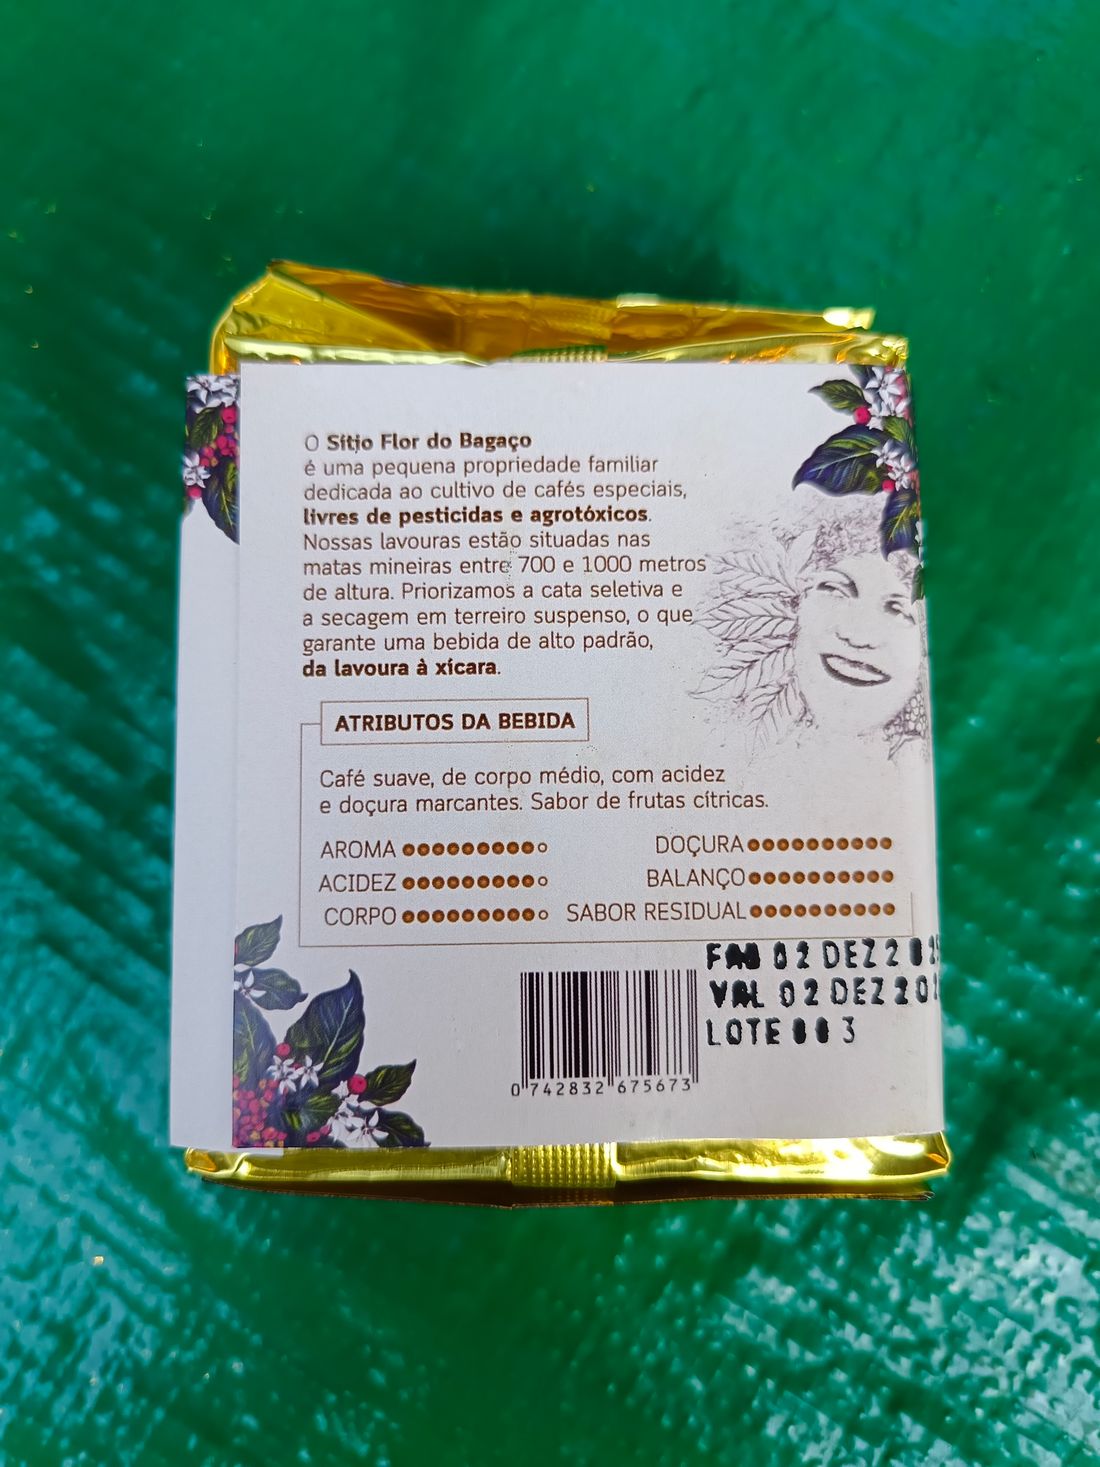 O Sítio Flor do Bagaço
é uma pequena propriedade familiar
dedicada ao cultivo de cafés especiais,
livres de pesticidas e agrotóxicos.
Nossas lavouras estão situadas nas
matas mineiras entre 700 e 1000 metros
de altura. Priorizamos a cata seletiva e
a secagem em terreiro suspenso, o que
garante uma bebida de alto padrão,
da lavoura à xícara.
ATRIBUTOS DA BEBIDA
Café suave, de corpo médio, com acidez
e doçura marcantes. Sabor de frutas cítricas.
AROMA DOÇURA
ACIDEZ BALANÇO
CORPO SABOR RESIDUAL
FAB 02 DEZ
VAL 02 DEZ
LOTE 003
0 742832 675673